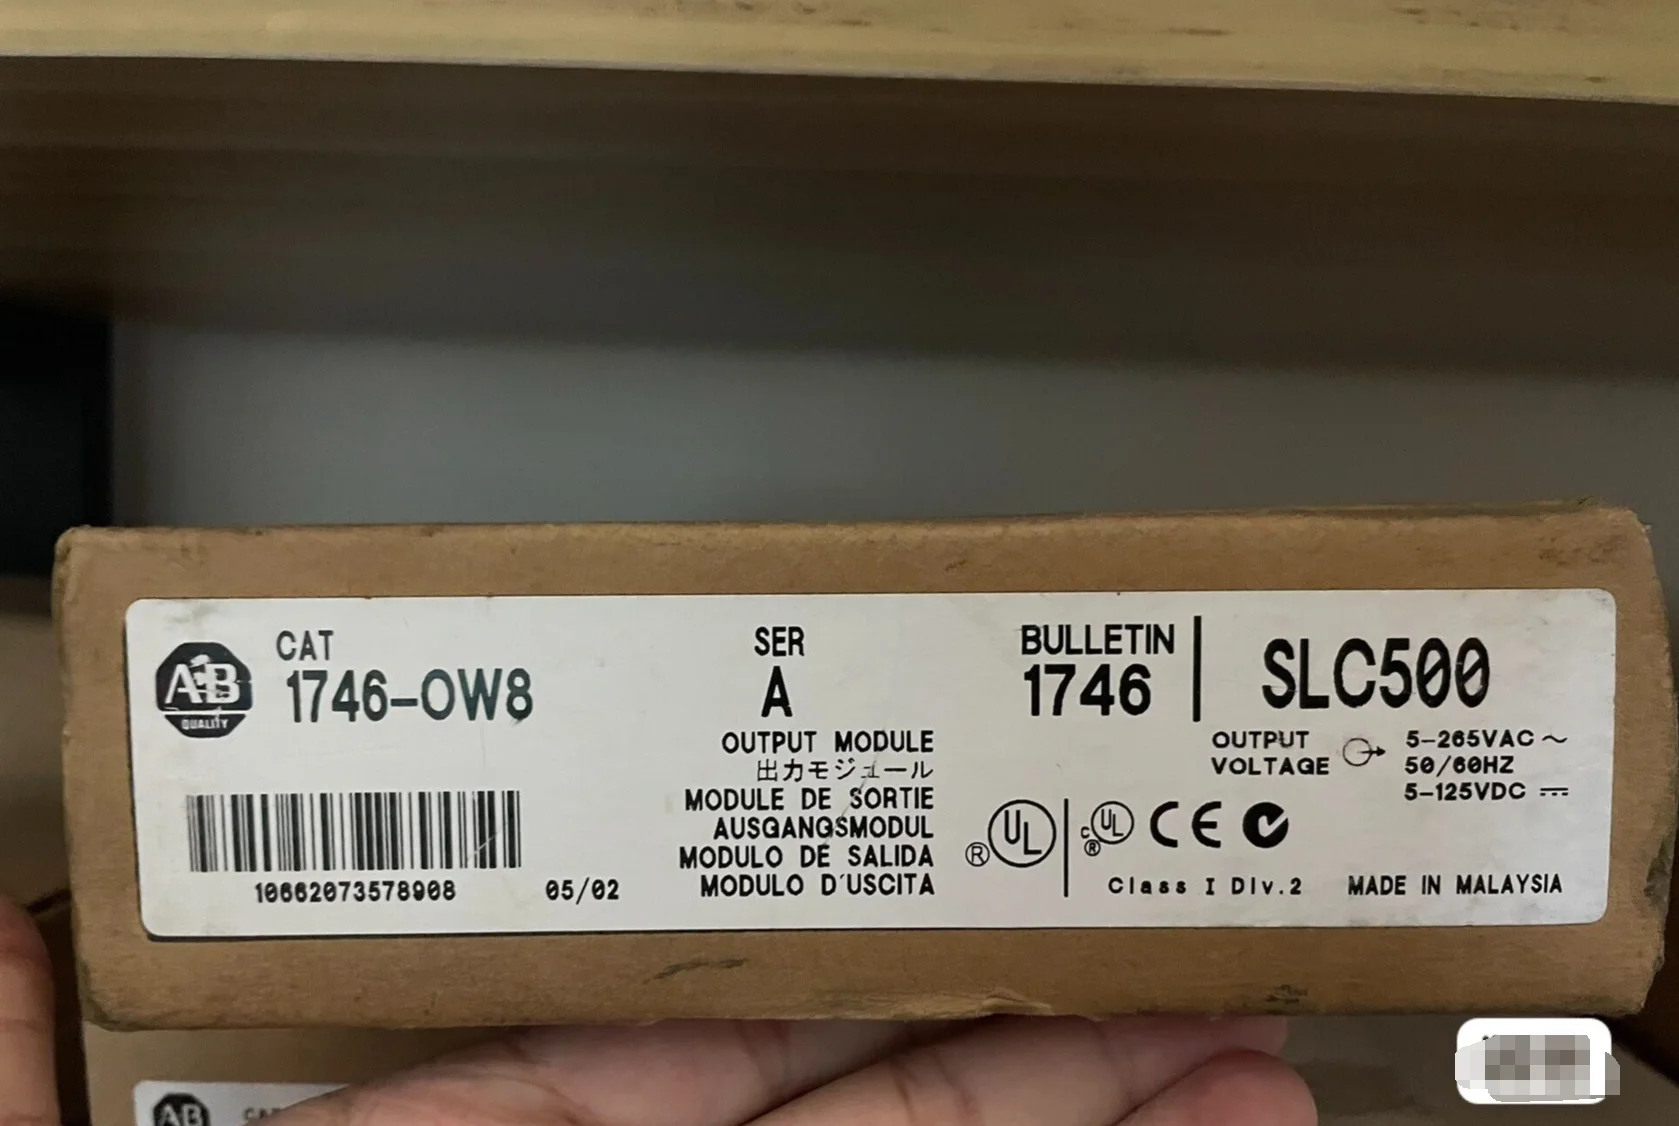 AB
QUALITY
CAT
1746-OW8
SER
A
BULLETIN
1746
SLC500
OUTPUT MODULE
出力モジュール
MODULE DE SORTIE
AUSGANGSMODUL
MODULO DE SALIDA
MODULO D'USCITA
OUTPUT
VOLTAGE
5-265VAC ~
50/60HZ
5-125VDC
10662073578908
05/02
® UL
c UL ® CE
Class I Div.2
MADE IN MALAYSIA
AB